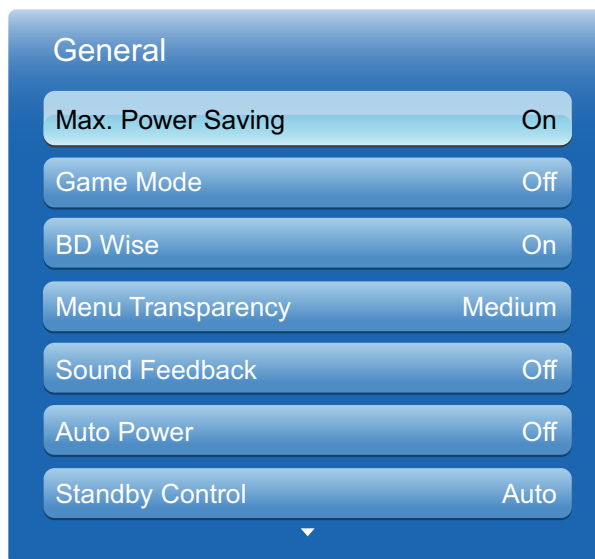 General
Max. Power Saving On
Game Mode Off
BD Wise On
Menu Transparency Medium
Sound Feedback Off
Auto Power Off
Standby Control Auto